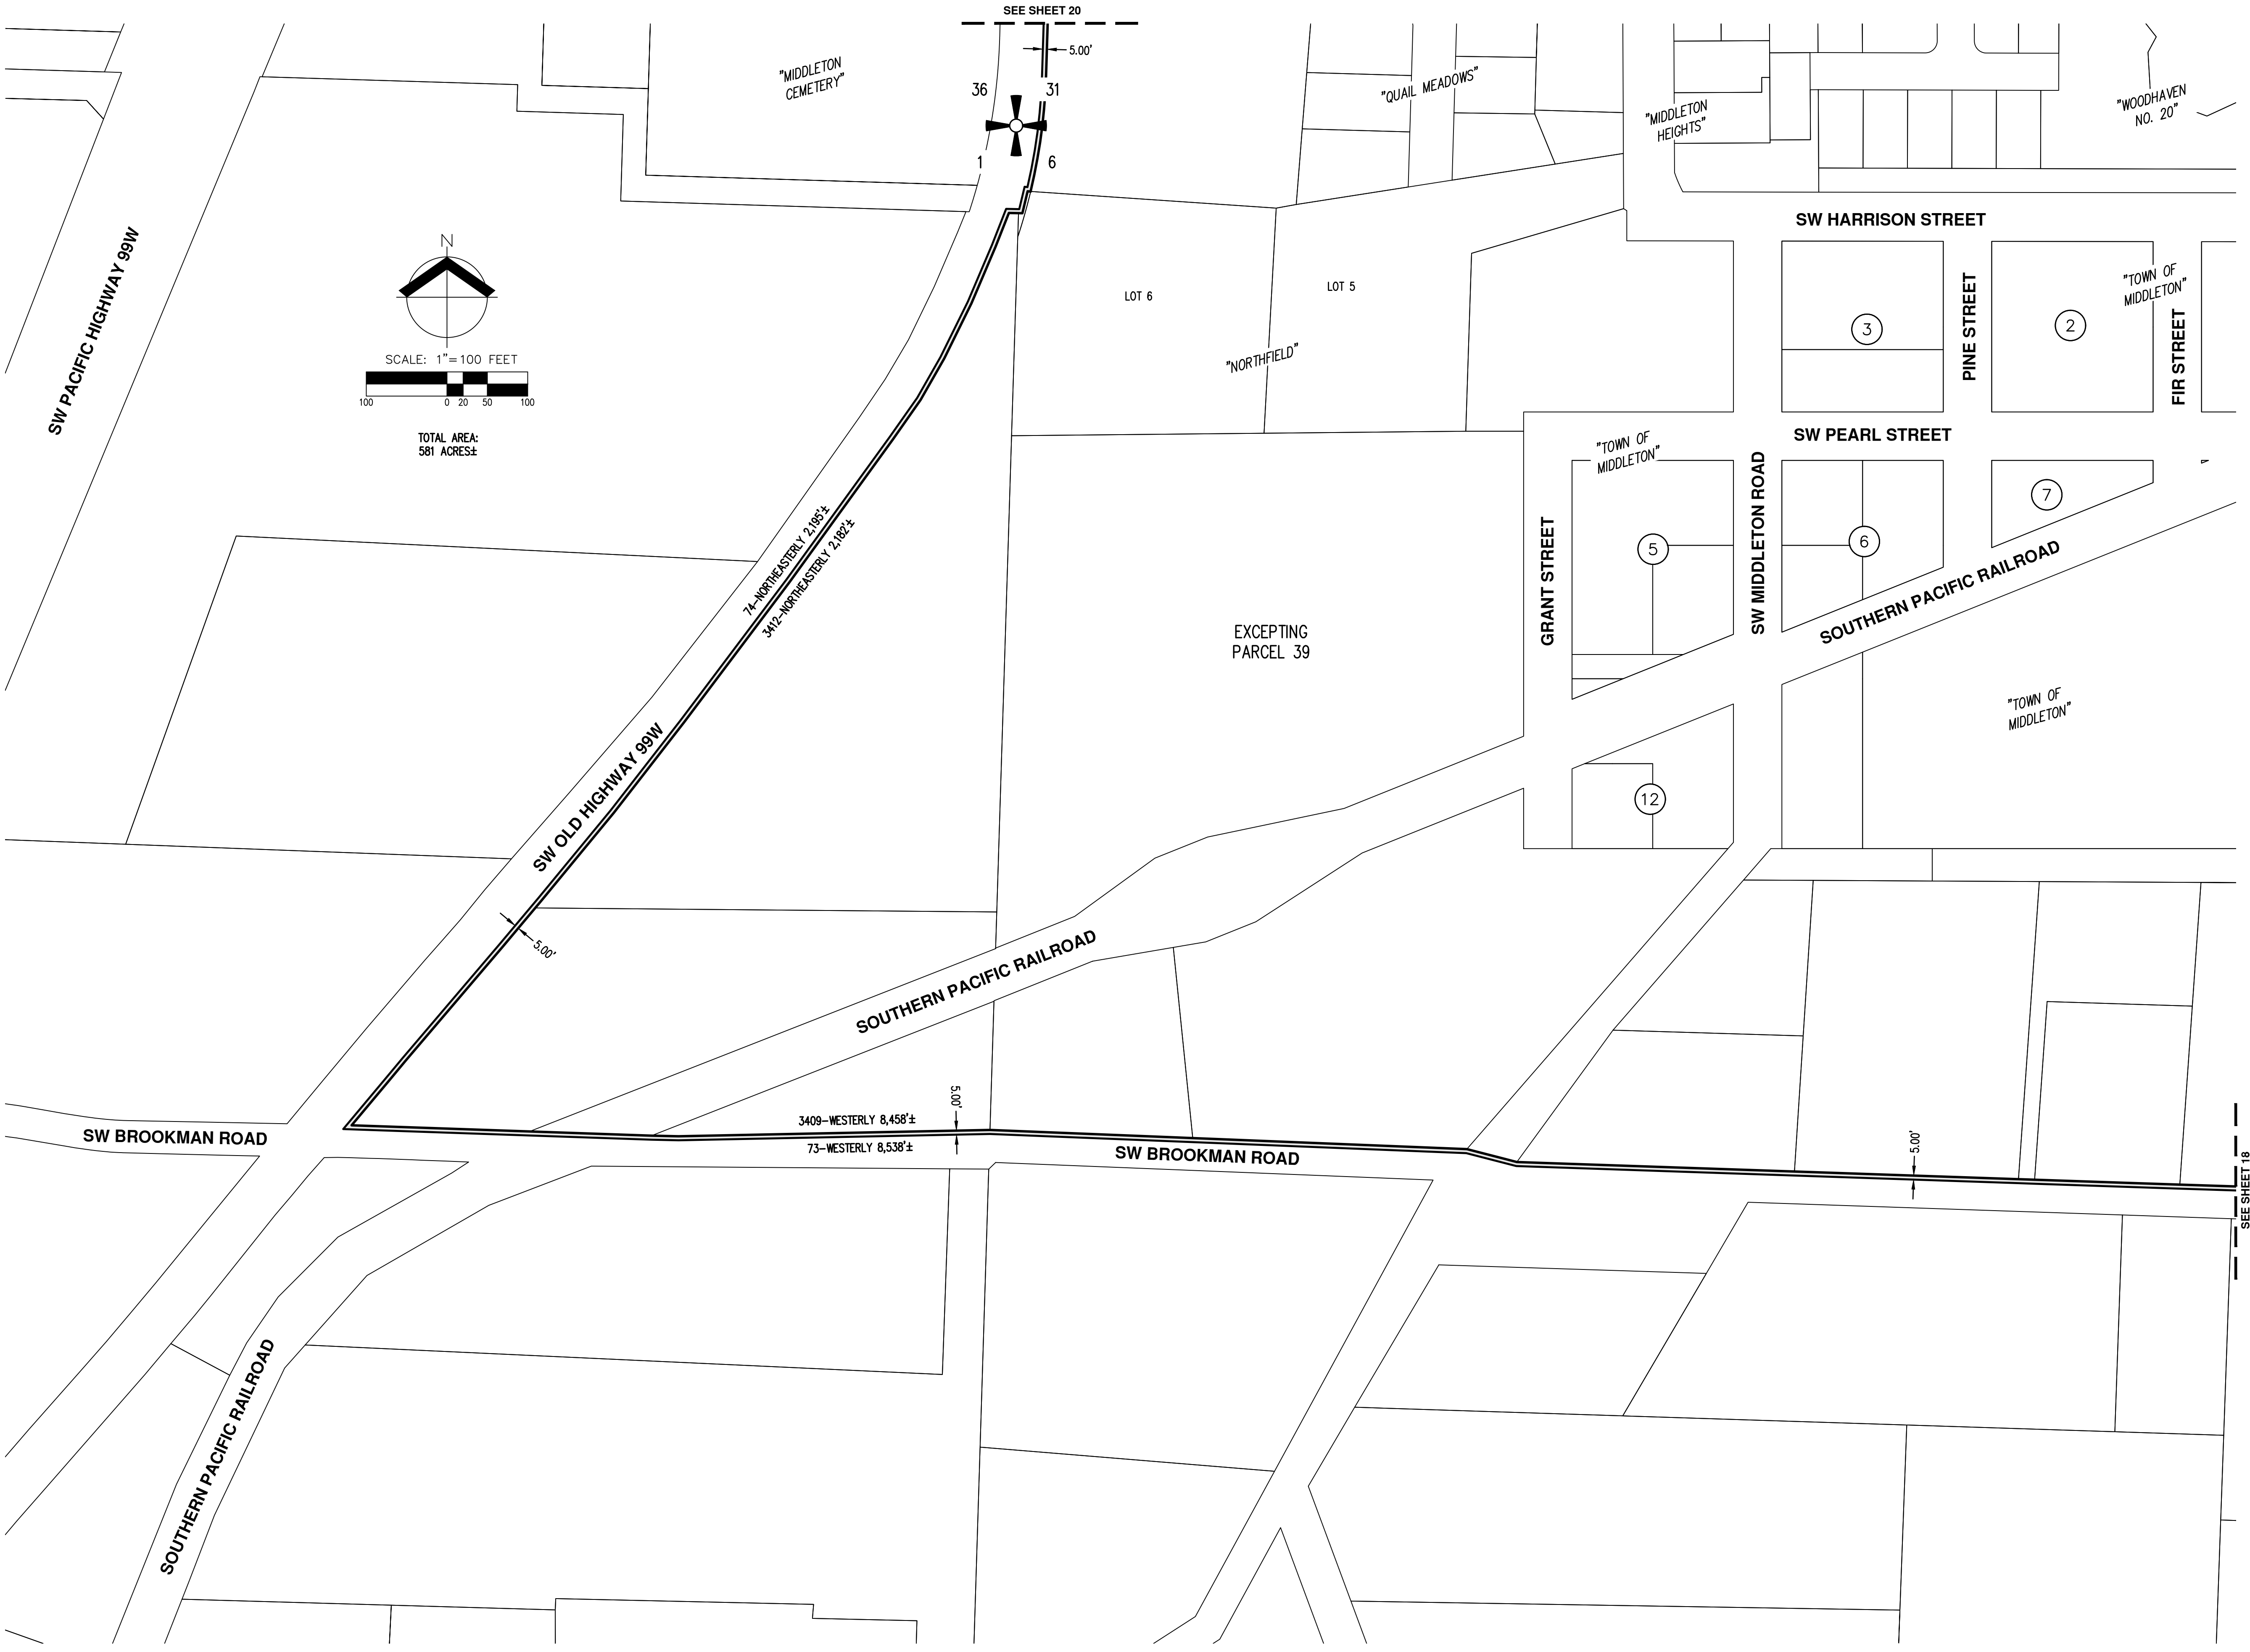 SEE SHEET 20
5.00'
"MIDDLETON
CEMETERY"
36
31
1
6
"QUAIL MEADOWS"
"MIDDLETON
HEIGHTS"
"WOODHAVEN
NO. 20"
SW HARRISON STREET
SW PACIFIC HIGHWAY 99W
N
SCALE: 1"=100 FEET
100 0 20 50 100
TOTAL AREA:
581 ACRES±
LOT 6
LOT 5
"NORTHFIELD"
3
PINE STREET
2
"TOWN OF
MIDDLETON"
FIR STREET
SW PEARL STREET
"TOWN OF
MIDDLETON"
GRANT STREET
5
SW MIDDLETON ROAD
6
7
SOUTHERN PACIFIC RAILROAD
74-NORTHEASTERLY 2,195'±
3412-NORTHEASTERLY 2,182'±
EXCEPTING
PARCEL 39
"TOWN OF
MIDDLETON"
SW OLD HIGHWAY 99W
12
5.00'
SOUTHERN PACIFIC RAILROAD
5.00'
3409-WESTERLY 8,458'±
73-WESTERLY 8,538'±
SW BROOKMAN ROAD
SW BROOKMAN ROAD
5.00'
SEE SHEET 18
SOUTHERN PACIFIC RAILROAD